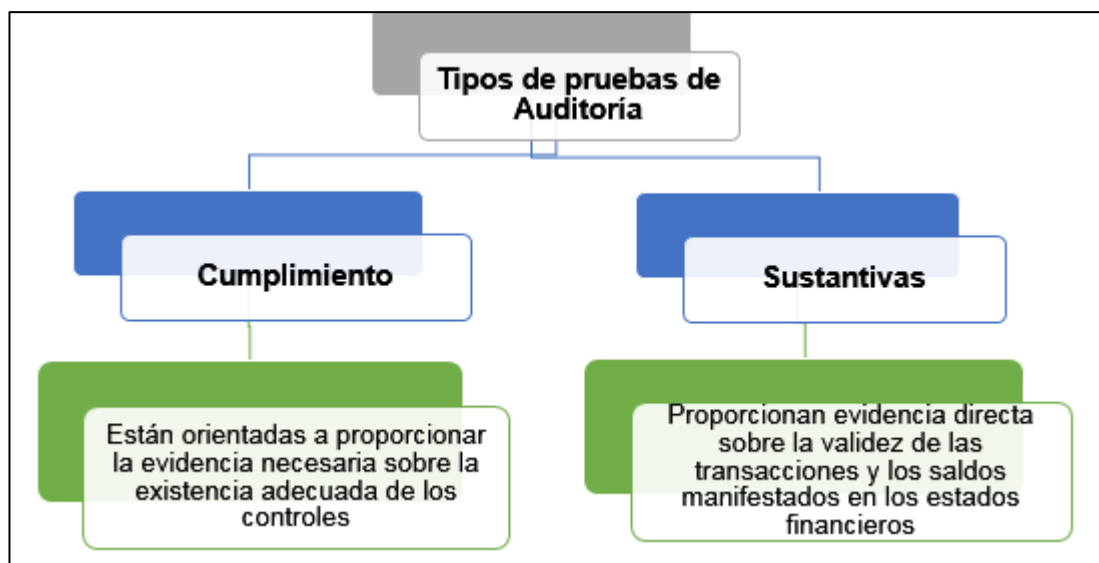 Tipos de pruebas de
Auditoría
Cumplimiento
Sustantivas
Están orientadas a proporcionar
la evidencia necesaria sobre la
existencia adecuada de los
controles
Proporcionan evidencia directa
sobre la validez de las
transacciones y los saldos
manifestados en los estados
financieros